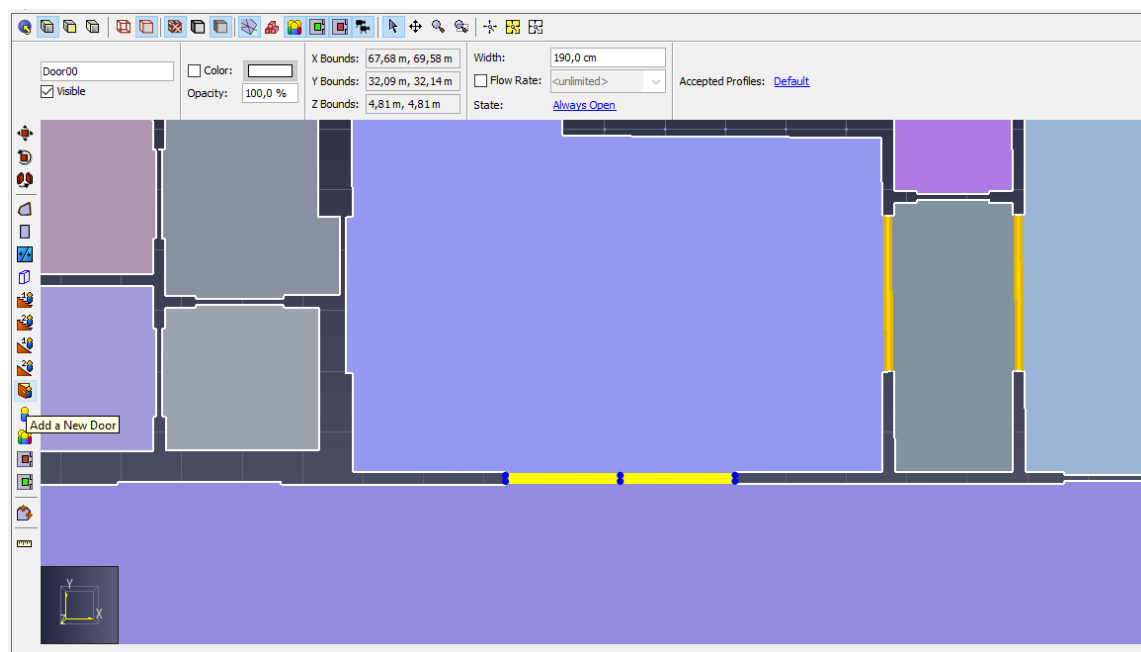 X Bounds: 67,68 m, 69,58 m
Width: 190,0 cm
Door00
Color:
Y Bounds: 32,09 m, 32,14 m
Flow Rate: <unlimited>
Accepted Profiles: Default
Visible
Opacity: 100,0 %
Z Bounds: 4,81 m, 4,81 m
State: Always Open
Add a New Door
Y
Z X